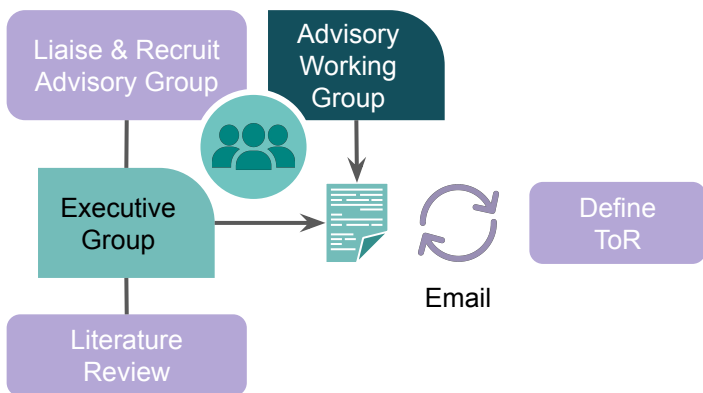 Liaise & Recruit
Advisory Group
Advisory
Working
Group
Executive
Group
Define
ToR
Email
Literature
Review